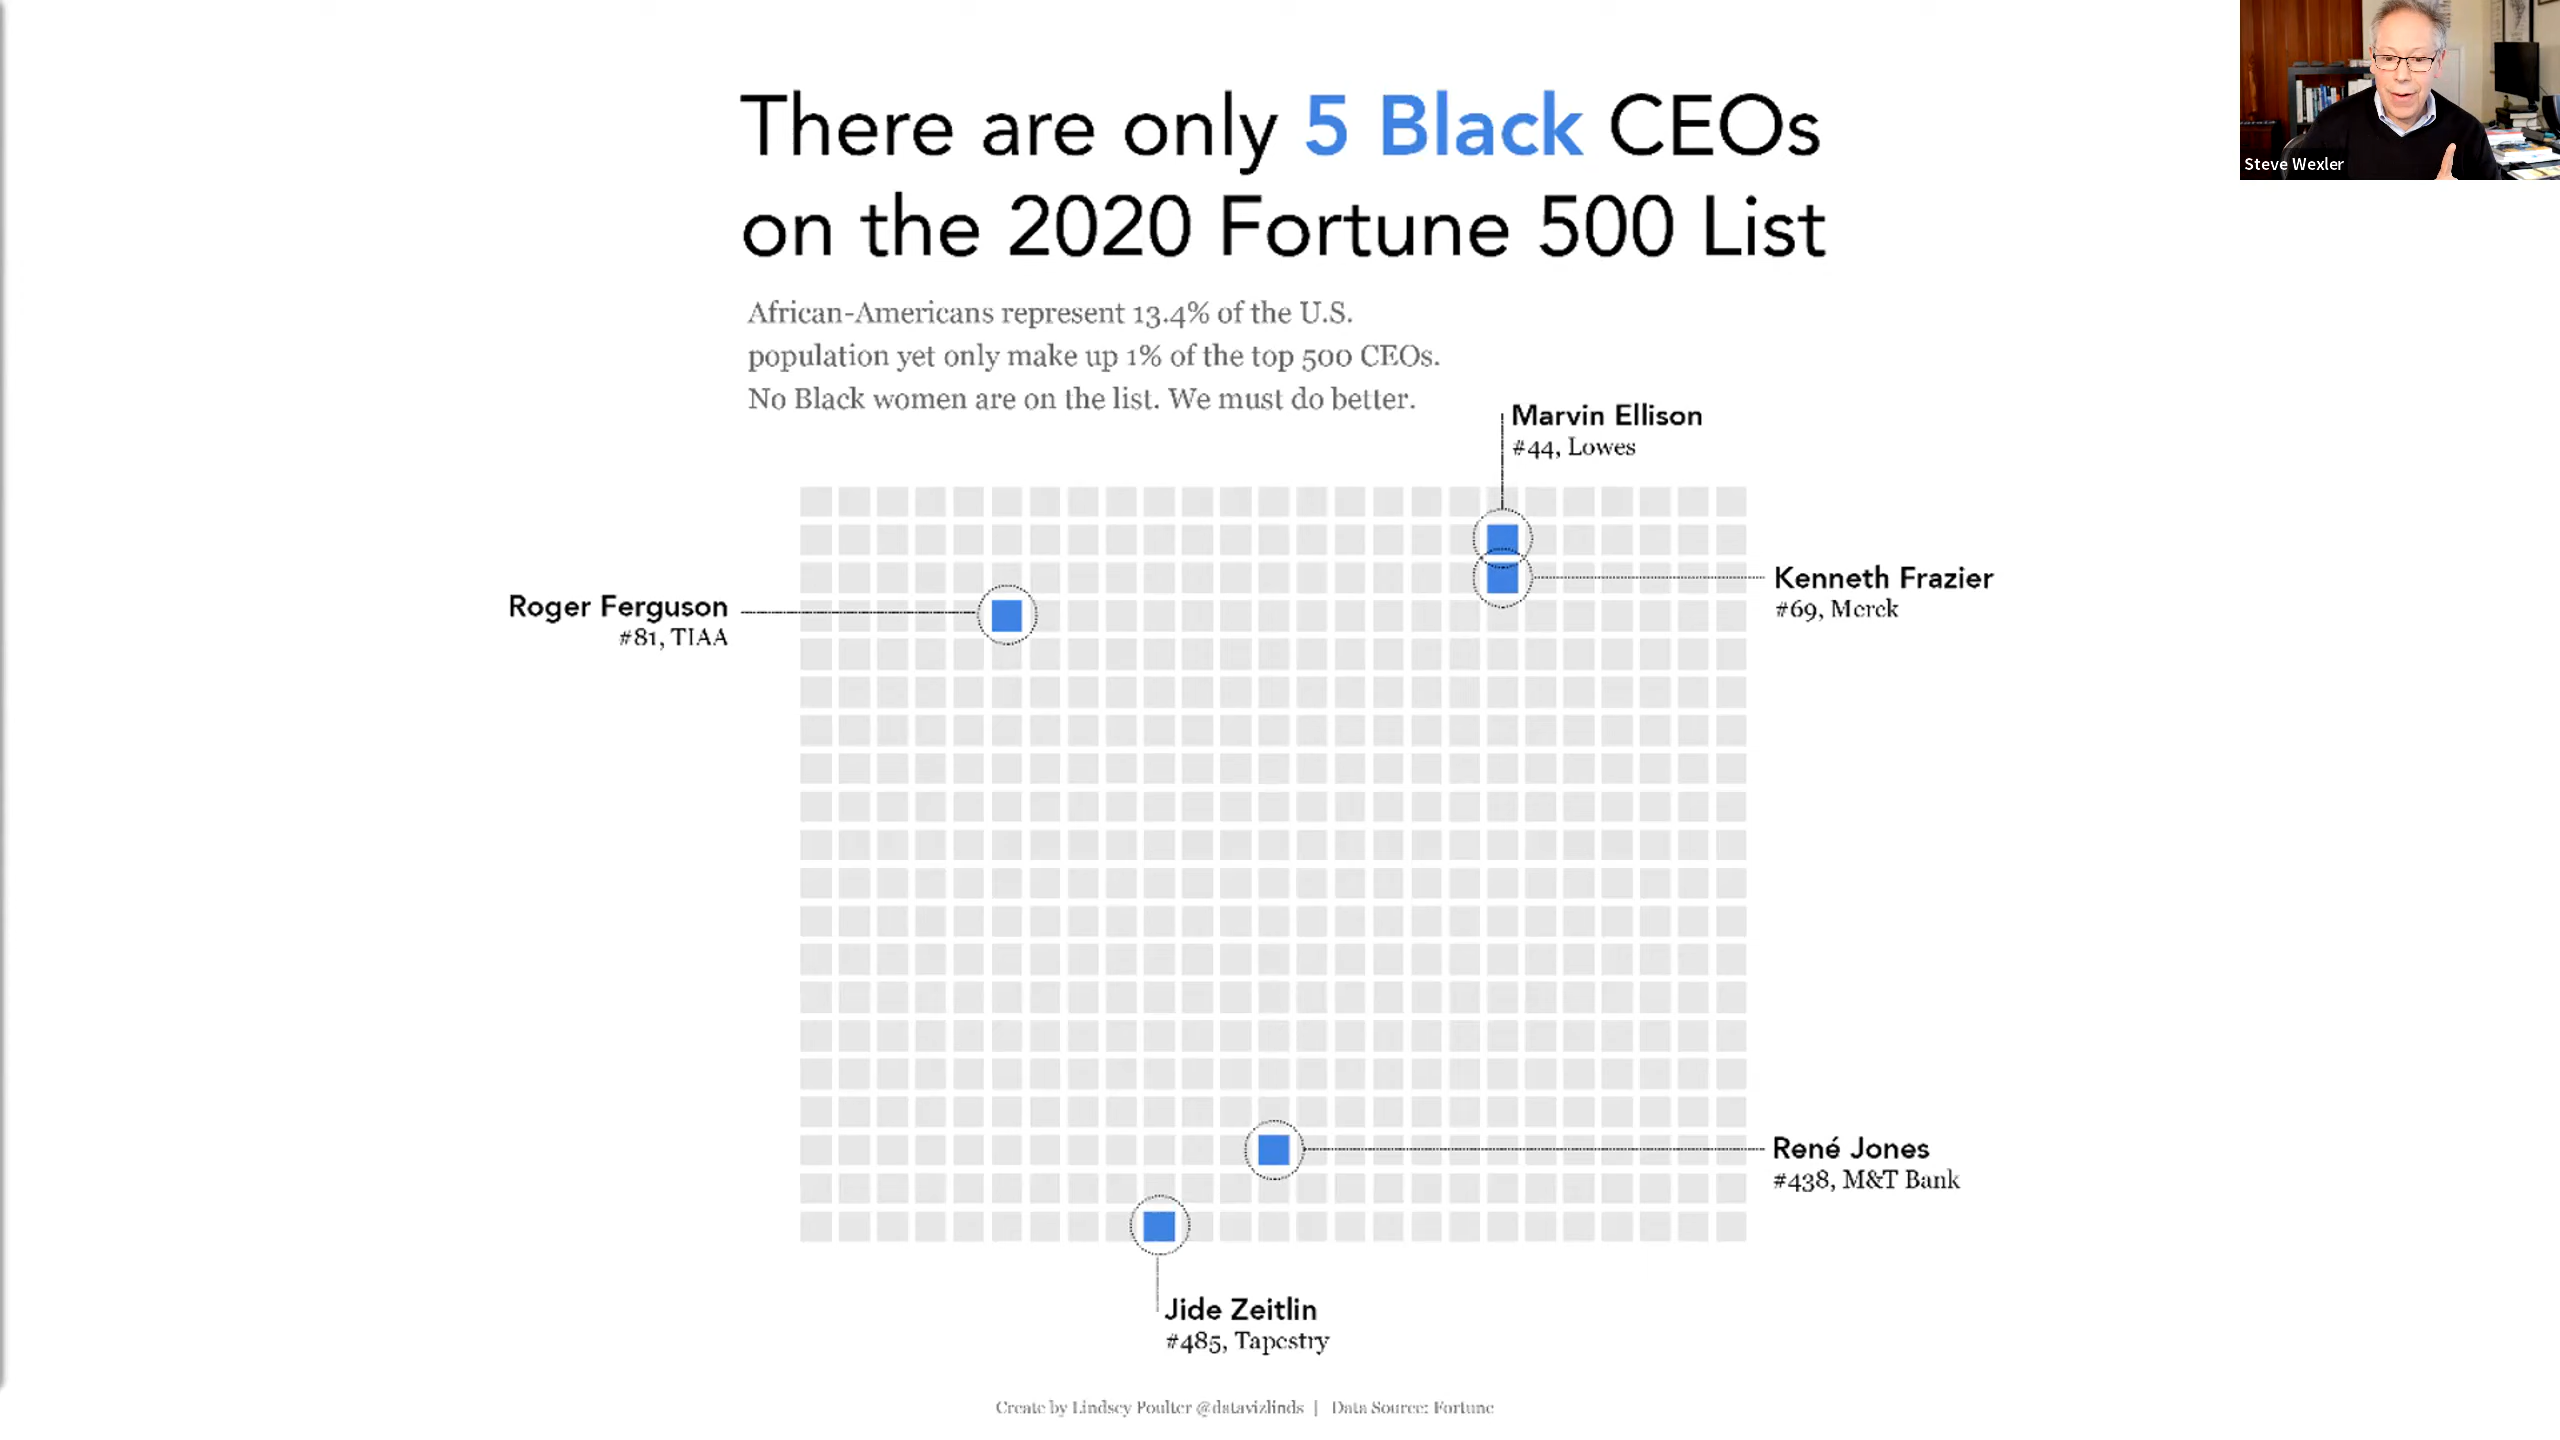 There are only 5 Black CEOs
on the 2020 Fortune 500 List
African-Americans represent 13.4% of the U.S.
population yet only make up 1% of the top 500 CEOs.
No Black women are on the list. We must do better.
Steve Wexler
Marvin Ellison
#44, Lowes
Kenneth Frazier
#69, Merck
Roger Ferguson
#81, TIAA
René Jones
#438, M&T Bank
Jide Zeitlin
#485, Tapestry
Create by Lindsey Poulter @datavizlinds | Data Source: Fortune